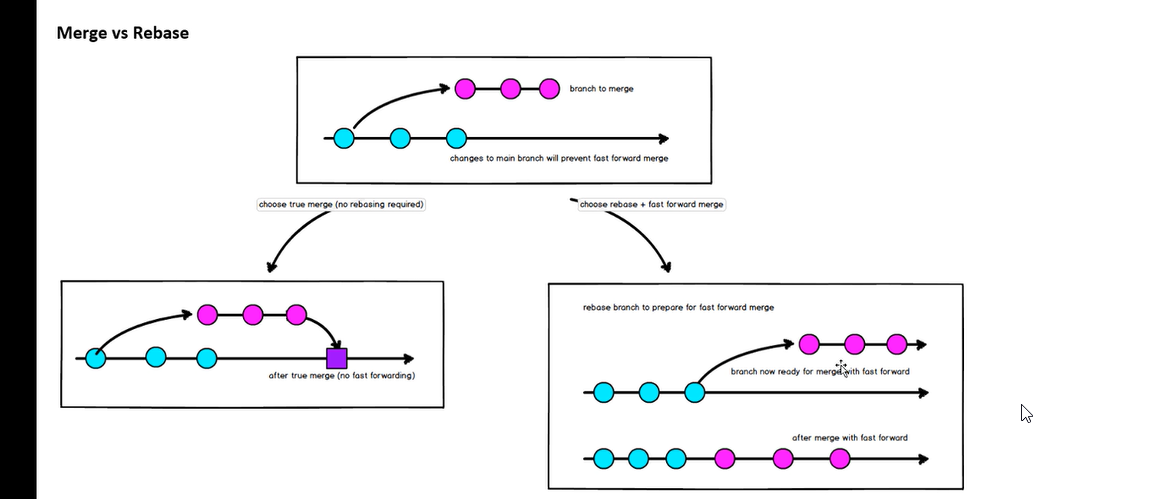 Merge vs Rebase
branch to merge
changes to main branch will prevent fast forward merge
choose true merge (no rebasing required)
choose rebase + fast forward merge
after true merge (no fast forwarding)
rebase branch to prepare for fast forward merge
branch now ready for merge with fast forward
after merge with fast forward